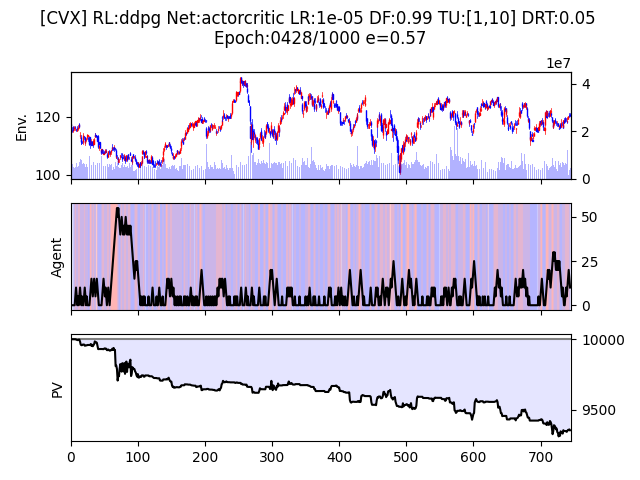 [CVX] RL:ddpg Net:actorcritic LR:1e-05 DF:0.99 TU:[1,10] DRT:0.05
Epoch:0428/1000 e=0.57
1e7
Env.
120
100
4
2
0
Agent
50
25
0
PV
10000
9500
0 100 200 300 400 500 600 700